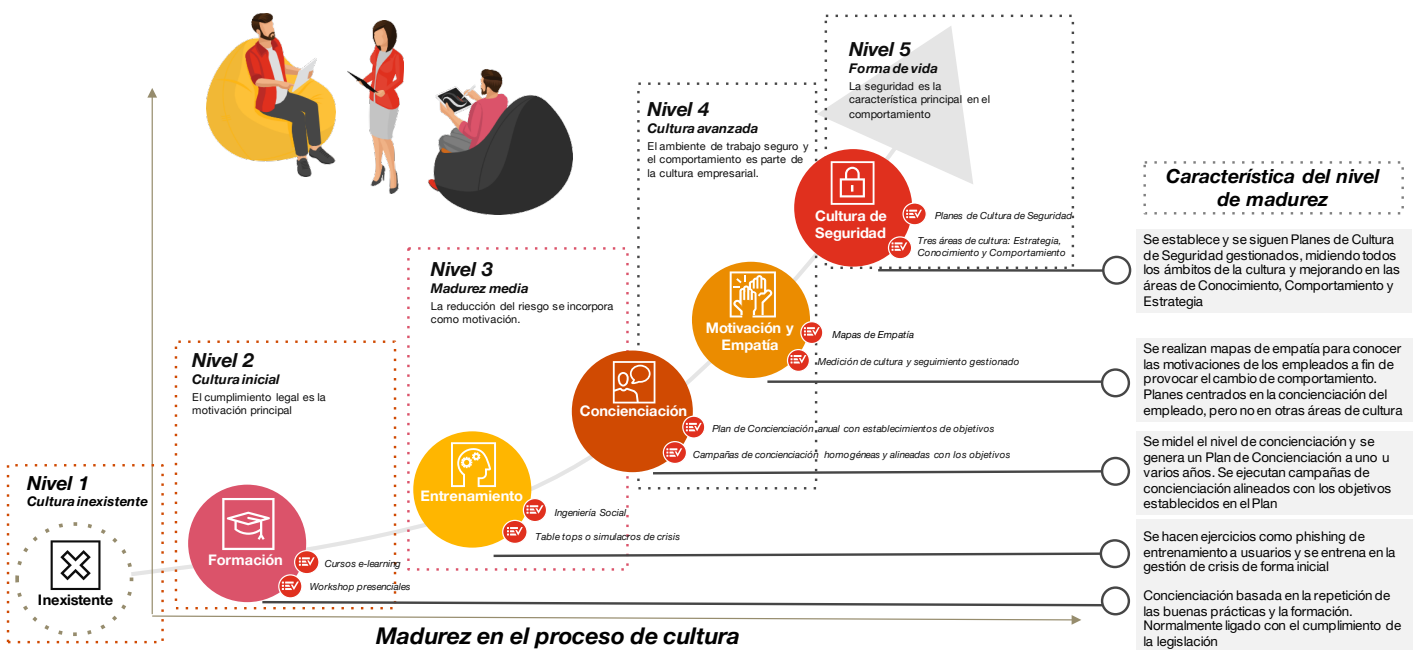 Nivel 5
Forma de vida
La seguridad es la
característica principal en el
comportamiento
Nivel 4
Cultura avanzada
El ambiente de trabajo seguro y
el comportamiento es parte de
la cultura empresarial.
Nivel 3
Madurez media
La reducción del riesgo se incorpora
como motivación.
Nivel 2
Cultura inicial
El cumplimiento legal es la
motivación principal
Nivel 1
Cultura inexistente
Inexistente
Formación
Cursos e-learning
Workshop presenciales
Entrenamiento
Ingeniería Social
Table tops o simulacros de crisis
Concienciación
Plan de Concienciación anual con establecimientos de objetivos
Campañas de concienciación homogéneas y alineadas con los objetivos
Motivación y
Empatía
Mapas de Empatía
Medición de cultura y seguimiento gestionado
Cultura de
Seguridad
Planes de Cultura de Seguridad
Tres áreas de cultura: Estrategia,
Conocimiento y Comportamiento
Madurez en el proceso de cultura
Característica del nivel
de madurez
Se establece y se siguen Planes de Cultura
de Seguridad gestionados, midiendo todos
los ámbitos de la cultura y mejorando en las
áreas de Conocimiento, Comportamiento y
Estrategia
Se realizan mapas de empatía para conocer
las motivaciones de los empleados a fin de
provocar el cambio de comportamiento.
Planes centrados en la concienciación del
empleado, pero no en otras áreas de cultura
Se midel el nivel de concienciación y se
genera un Plan de Concienciación a uno u
varios años. Se ejecutan campañas de
concienciación alineados con los objetivos
establecidos en el Plan
Se hacen ejercicios como phishing de
entrenamiento a usuarios y se entrena en la
gestión de crisis de forma inicial
Concienciación basada en la repetición de
las buenas prácticas y la formación.
Normalmente ligado con el cumplimiento de
la legislación